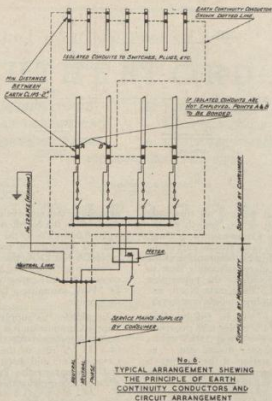 EARTH CONTINUITY CONDUCTOR
SHOWN DOTTED LINE
ISOLATED CONDUITS TO SWITCHES, PLUGS, ETC.
MIN. DISTANCE
BETWEEN
EARTH CLIPS-2"
IF ISOLATED CONDUITS ARE
NOT EMPLOYED, POINTS A&B
TO BE BONDED.
A
B
SUPPLIED BY CONSUMER
METER
NEUTRAL LINK
SUPPLIED BY MUNICIPALITY
SERVICE MAINS SUPPLIED
BY CONSUMER
NEUTRAL
NEUTRAL
PHASE
No. 6.
TYPICAL ARRANGEMENT SHEWING
THE PRINCIPLE OF EARTH
CONTINUITY CONDUCTORS AND
CIRCUIT ARRANGEMENT